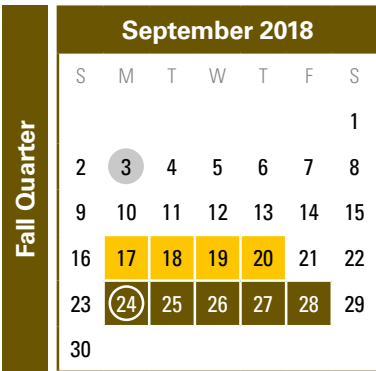 Fall Quarter
September 2018
S M T W T F S
1
2 3 4 5 6 7 8
9 10 11 12 13 14 15
16 17 18 19 20 21 22
23 24 25 26 27 28 29
30